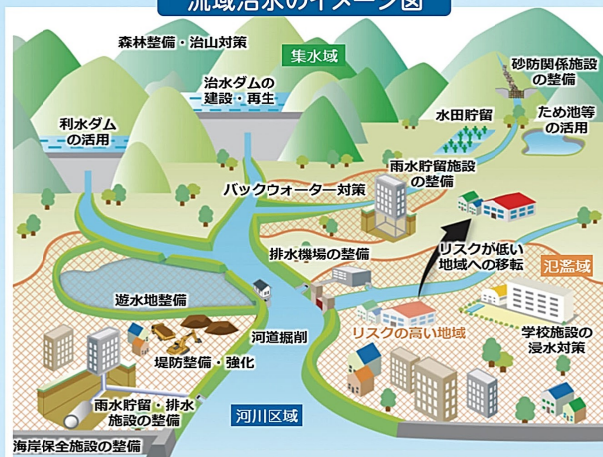 流域治水のイメージ図
森林整備・治山対策
集水域
砂防関係施設
の整備
治水ダムの
建設・再生
水田貯留
ため池等
の活用
利水ダム
の活用
雨水貯留施設
の整備
バックウォーター対策
排水機場の整備
リスクが低い
地域への移転
氾濫域
遊水地整備
河道掘削
リスクの高い地域
学校施設の
浸水対策
堤防整備・強化
雨水貯留・排水
施設の整備
河川区域
海岸保全施設の整備